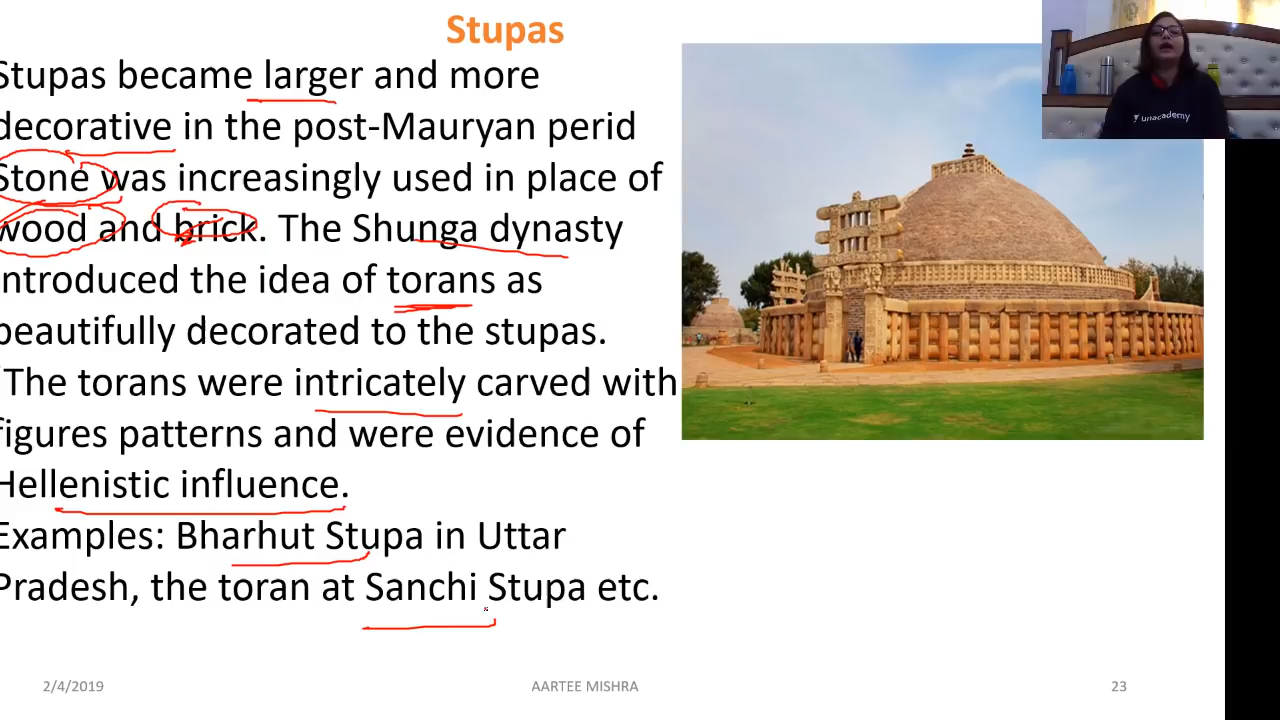 Stupas
Stupas became larger and more
decorative in the post-Mauryan perid
Stone was increasingly used in place of
wood and brick. The Shunga dynasty
introduced the idea of torans as
beautifully decorated to the stupas.
The torans were intricately carved with
figures patterns and were evidence of
Hellenistic influence.
Examples: Bharhut Stupa in Uttar
Pradesh, the toran at Sanchi Stupa etc.
unacademy
2/4/2019
AARTEE MISHRA
23